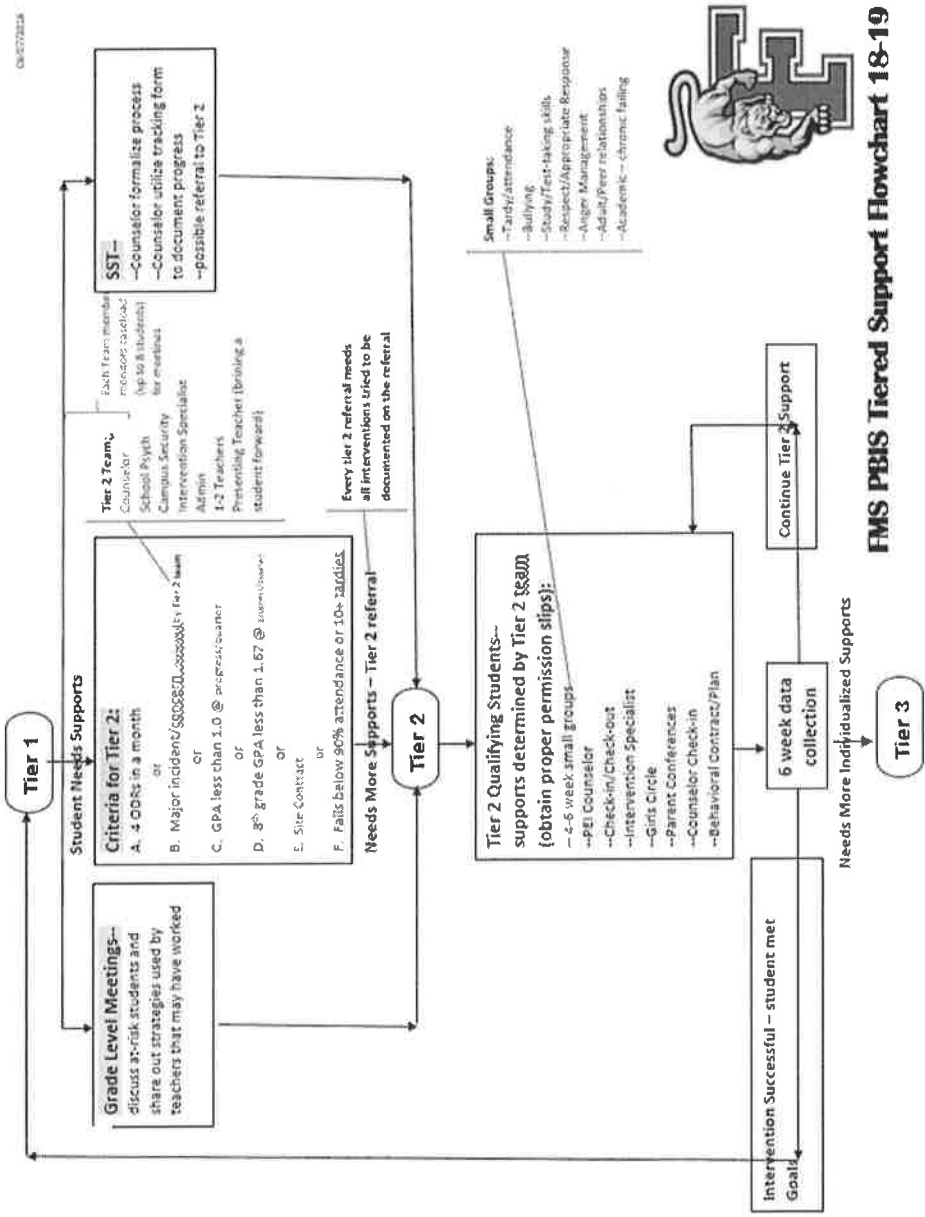 Tier 1
Student Needs Supports
Grade Level Meetings--
discuss at-risk students and
share out strategies used by
teachers that may have worked
Criteria for Tier 2:
A. 4 ODRs in a month
or
B. Major incident/ Tier 2 team
or
C. GPA less than 1.0 @ progress/quarter
or
D. 8th grade GPA less than 1.67 @
or
E. Site Contract
or
F. Falls below 90% attendance or 10+ tardies
Tier 2 Team:
Counselor
School Psych
Campus Security
Intervention Specialist
Admin
1-2 Teachers
Presenting Teacher (brining a
student forward)
Each Team member
monitors caseload
(up to 8 students)
for meetings
SST--
--Counselor formalize process
--Counselor utilize tracking form
to document progress
--possible referral to Tier 2
Needs More Supports – Tier 2 referral
Every tier 2 referral needs
all interventions tried to be
documented on the referral
Tier 2
Tier 2 Qualifying Students--
supports determined by Tier 2 team
(obtain proper permission slips):
– 4-6 week small groups
--PEI Counselor
--Check-in/Check-out
--Intervention Specialist
--Girls Circle
--Parent Conferences
--Counselor Check-in
--Behavioral Contract/Plan
Small Groups:
--Tardy/attendance
--Bullying
--Study/Test-taking skills
--Respect/Appropriate Response
--Anger Management
--Adult/Peer relationships
--Academic – chronic failing
Intervention Successful – student met
Goals
6 week data
collection
Continue Tier 2 Support
Needs More Individualized Supports
Tier 3
FMS PBIS Tiered Support Flowchart 18-19